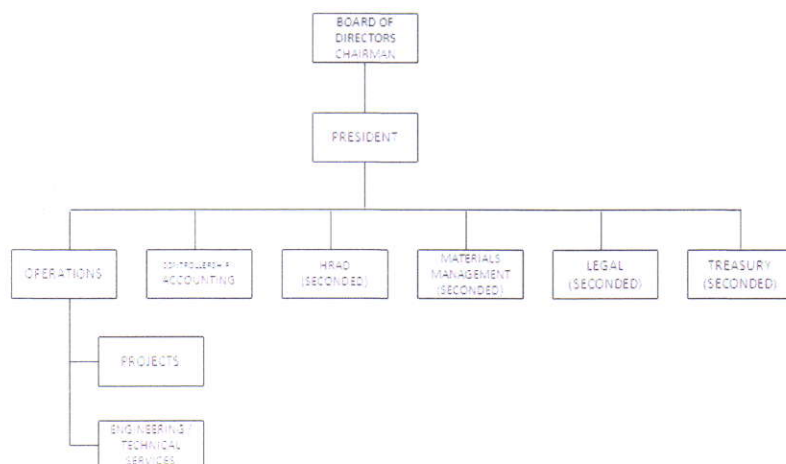 BOARD OF
DIRECTORS
CHAIRMAN
PRESIDENT
OPERATIONS
CONTROLLERSHIP /
ACCOUNTING
HRAD
(SECONDED)
MATERIALS
MANAGEMENT
(SECONDED)
LEGAL
(SECONDED)
TREASURY
(SECONDED)
PROJECTS
ENGINEERING /
TECHNICAL
SERVICES